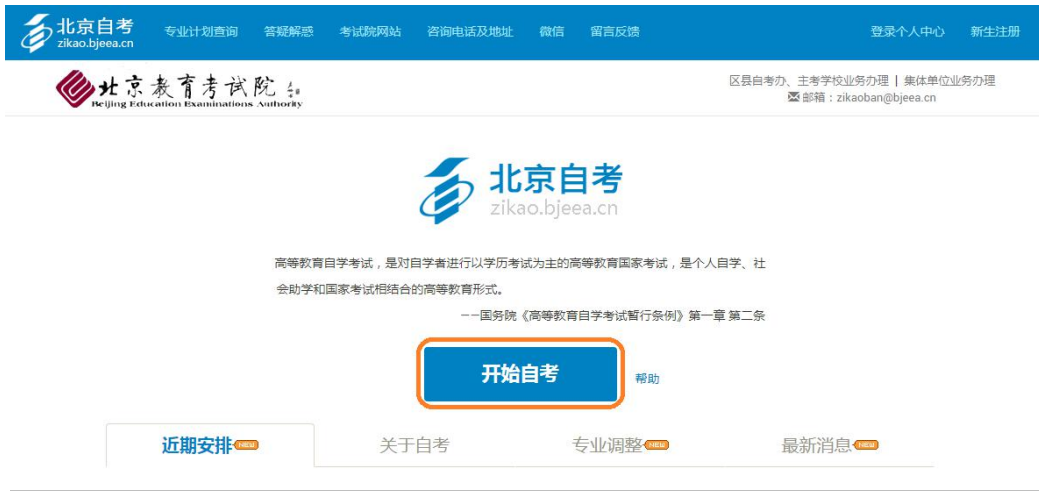 北京自考
zikao.bjeea.cn
专业计划查询 答疑解惑 考试院网站 咨询电话及地址 微信 留言反馈 登录个人中心 新生注册
北京教育考试院
Beijing Education Examinations Authority
区县自考办、主考学校业务办理 | 集体单位业务办理
邮箱：zikaoban@bjeea.cn
北京自考
zikao.bjeea.cn
高等教育自学考试，是对自学者进行以学历考试为主的高等教育国家考试，是个人自学、社
会助学和国家考试相结合的高等教育形式。
——国务院《高等教育自学考试暂行条例》第一章 第二条
开始自考 帮助
近期安排 NEW 关于自考 专业调整 NEW 最新消息 NEW